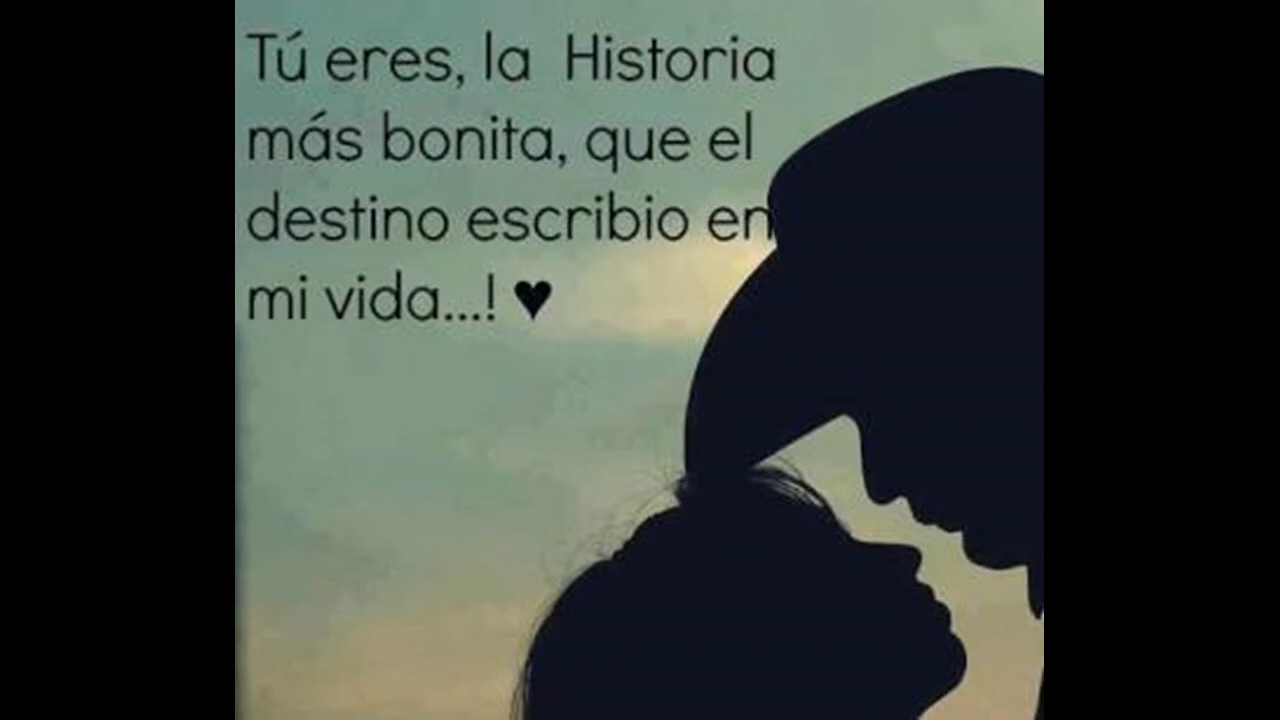 Tú eres, la Historia
más bonita, que el
destino escribio en
mi vida...! ♥